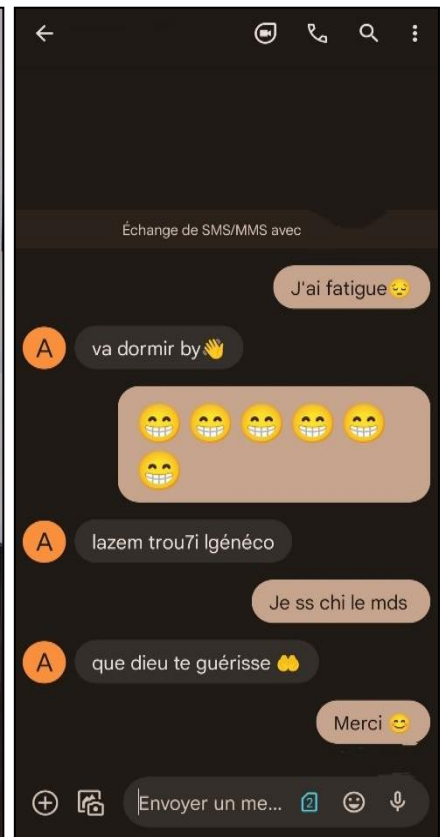 Échange de SMS/MMS avec
J'ai fatigue😔
A
va dormir by👋
😁 😁 😁 😁 😁
😁
A
lazem trou7i lgénéco
Je ss chi le mds
A
que dieu te guérisse 🤲
Merci 😊
Envoyer un me... 2